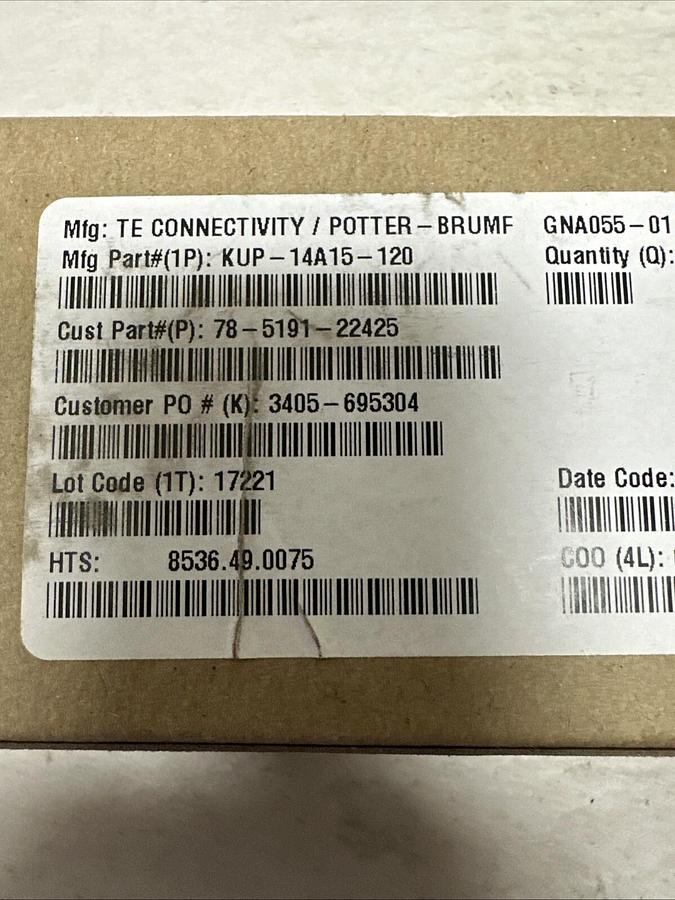 Mfg: TE CONNECTIVITY / POTTER-BRUMF GNA055-01
Mfg Part#(1P): KUP-14A15-120 Quantity (Q):
Cust Part#(P): 78-5191-22425
Customer PO # (K): 3405-695304
Lot Code (1T): 17221 Date Code:
HTS: 8536.49.0075 COO (4L):